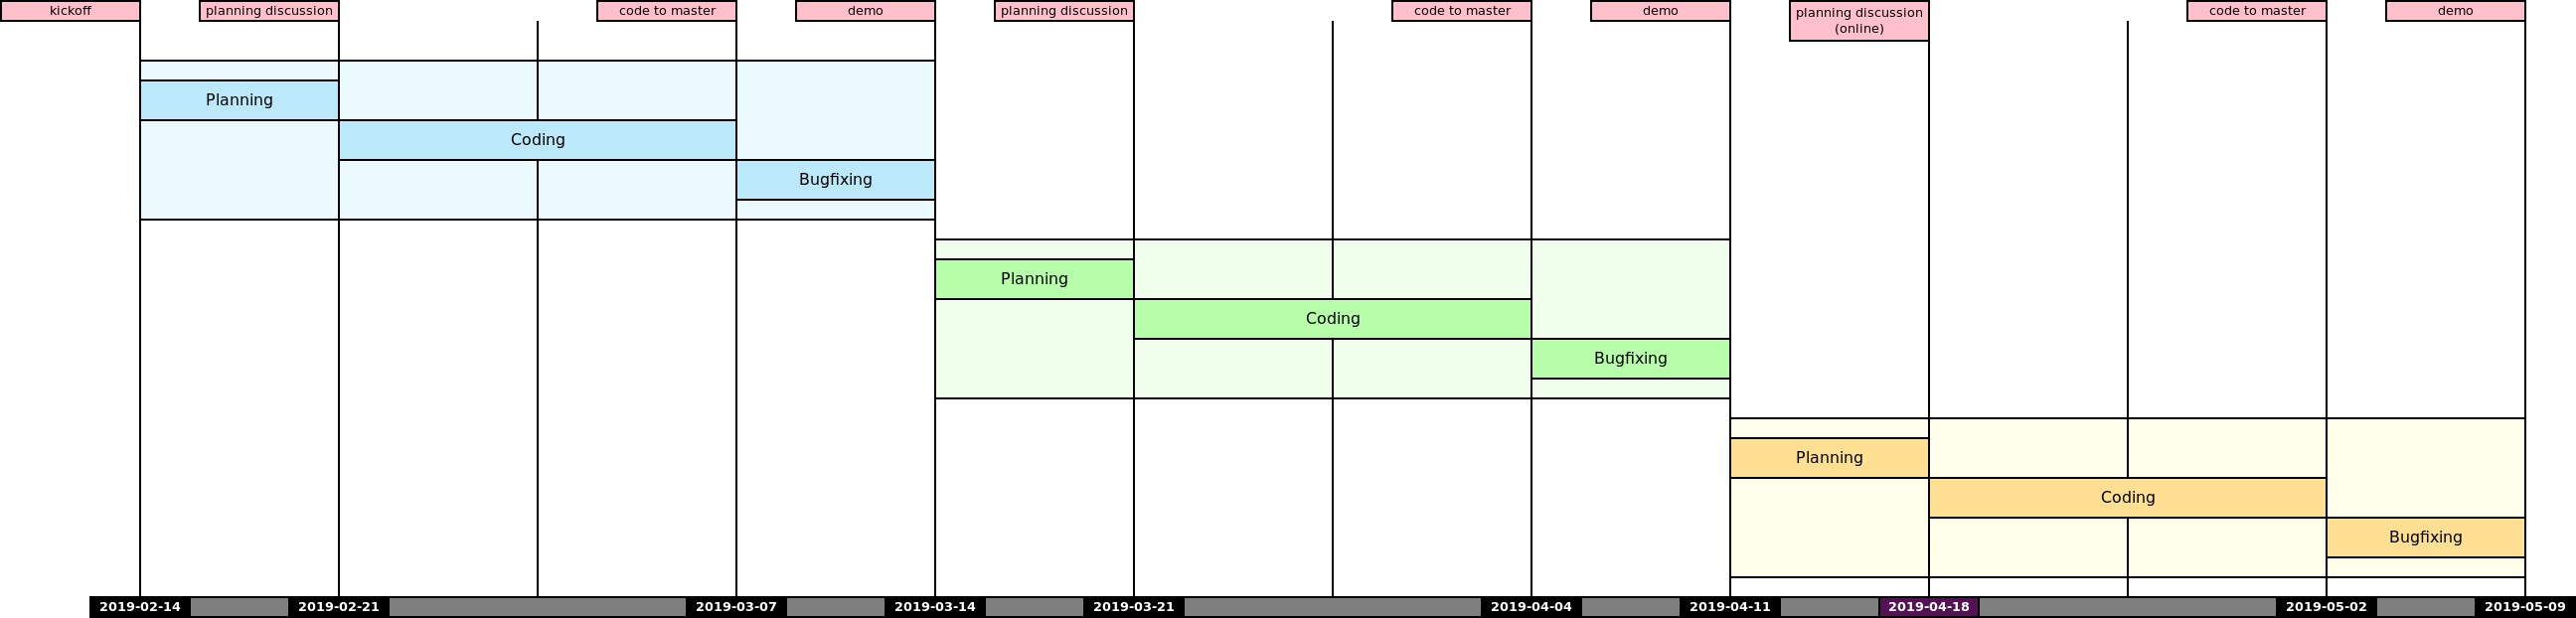 kickoff
planning discussion
code to master
demo
planning discussion
code to master
demo
planning discussion
(online)
code to master
demo
Planning
Coding
Bugfixing
Planning
Coding
Bugfixing
Planning
Coding
Bugfixing
2019-02-14
2019-02-21
2019-03-07
2019-03-14
2019-03-21
2019-04-04
2019-04-11
2019-04-18
2019-05-02
2019-05-09